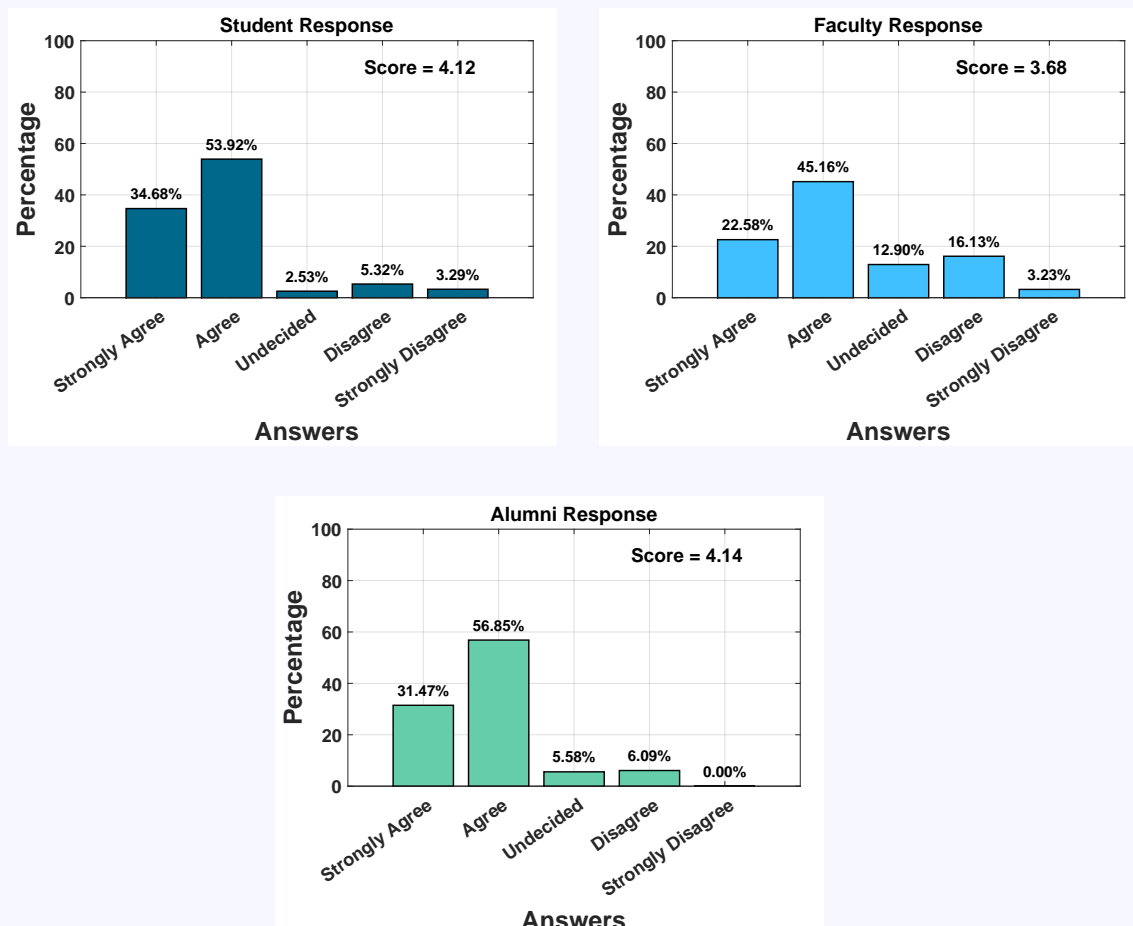 Student Response
Score = 4.12
Percentage
100
80
60
40
20
0
34.68%
53.92%
2.53%
5.32%
3.29%
Strongly Agree
Agree
Undecided
Disagree
Strongly Disagree
Answers
Faculty Response
Score = 3.68
Percentage
100
80
60
40
20
0
22.58%
45.16%
12.90%
16.13%
3.23%
Strongly Agree
Agree
Undecided
Disagree
Strongly Disagree
Answers
Alumni Response
Score = 4.14
Percentage
100
80
60
40
20
0
31.47%
56.85%
5.58%
6.09%
0.00%
Strongly Agree
Agree
Undecided
Disagree
Strongly Disagree
Answers